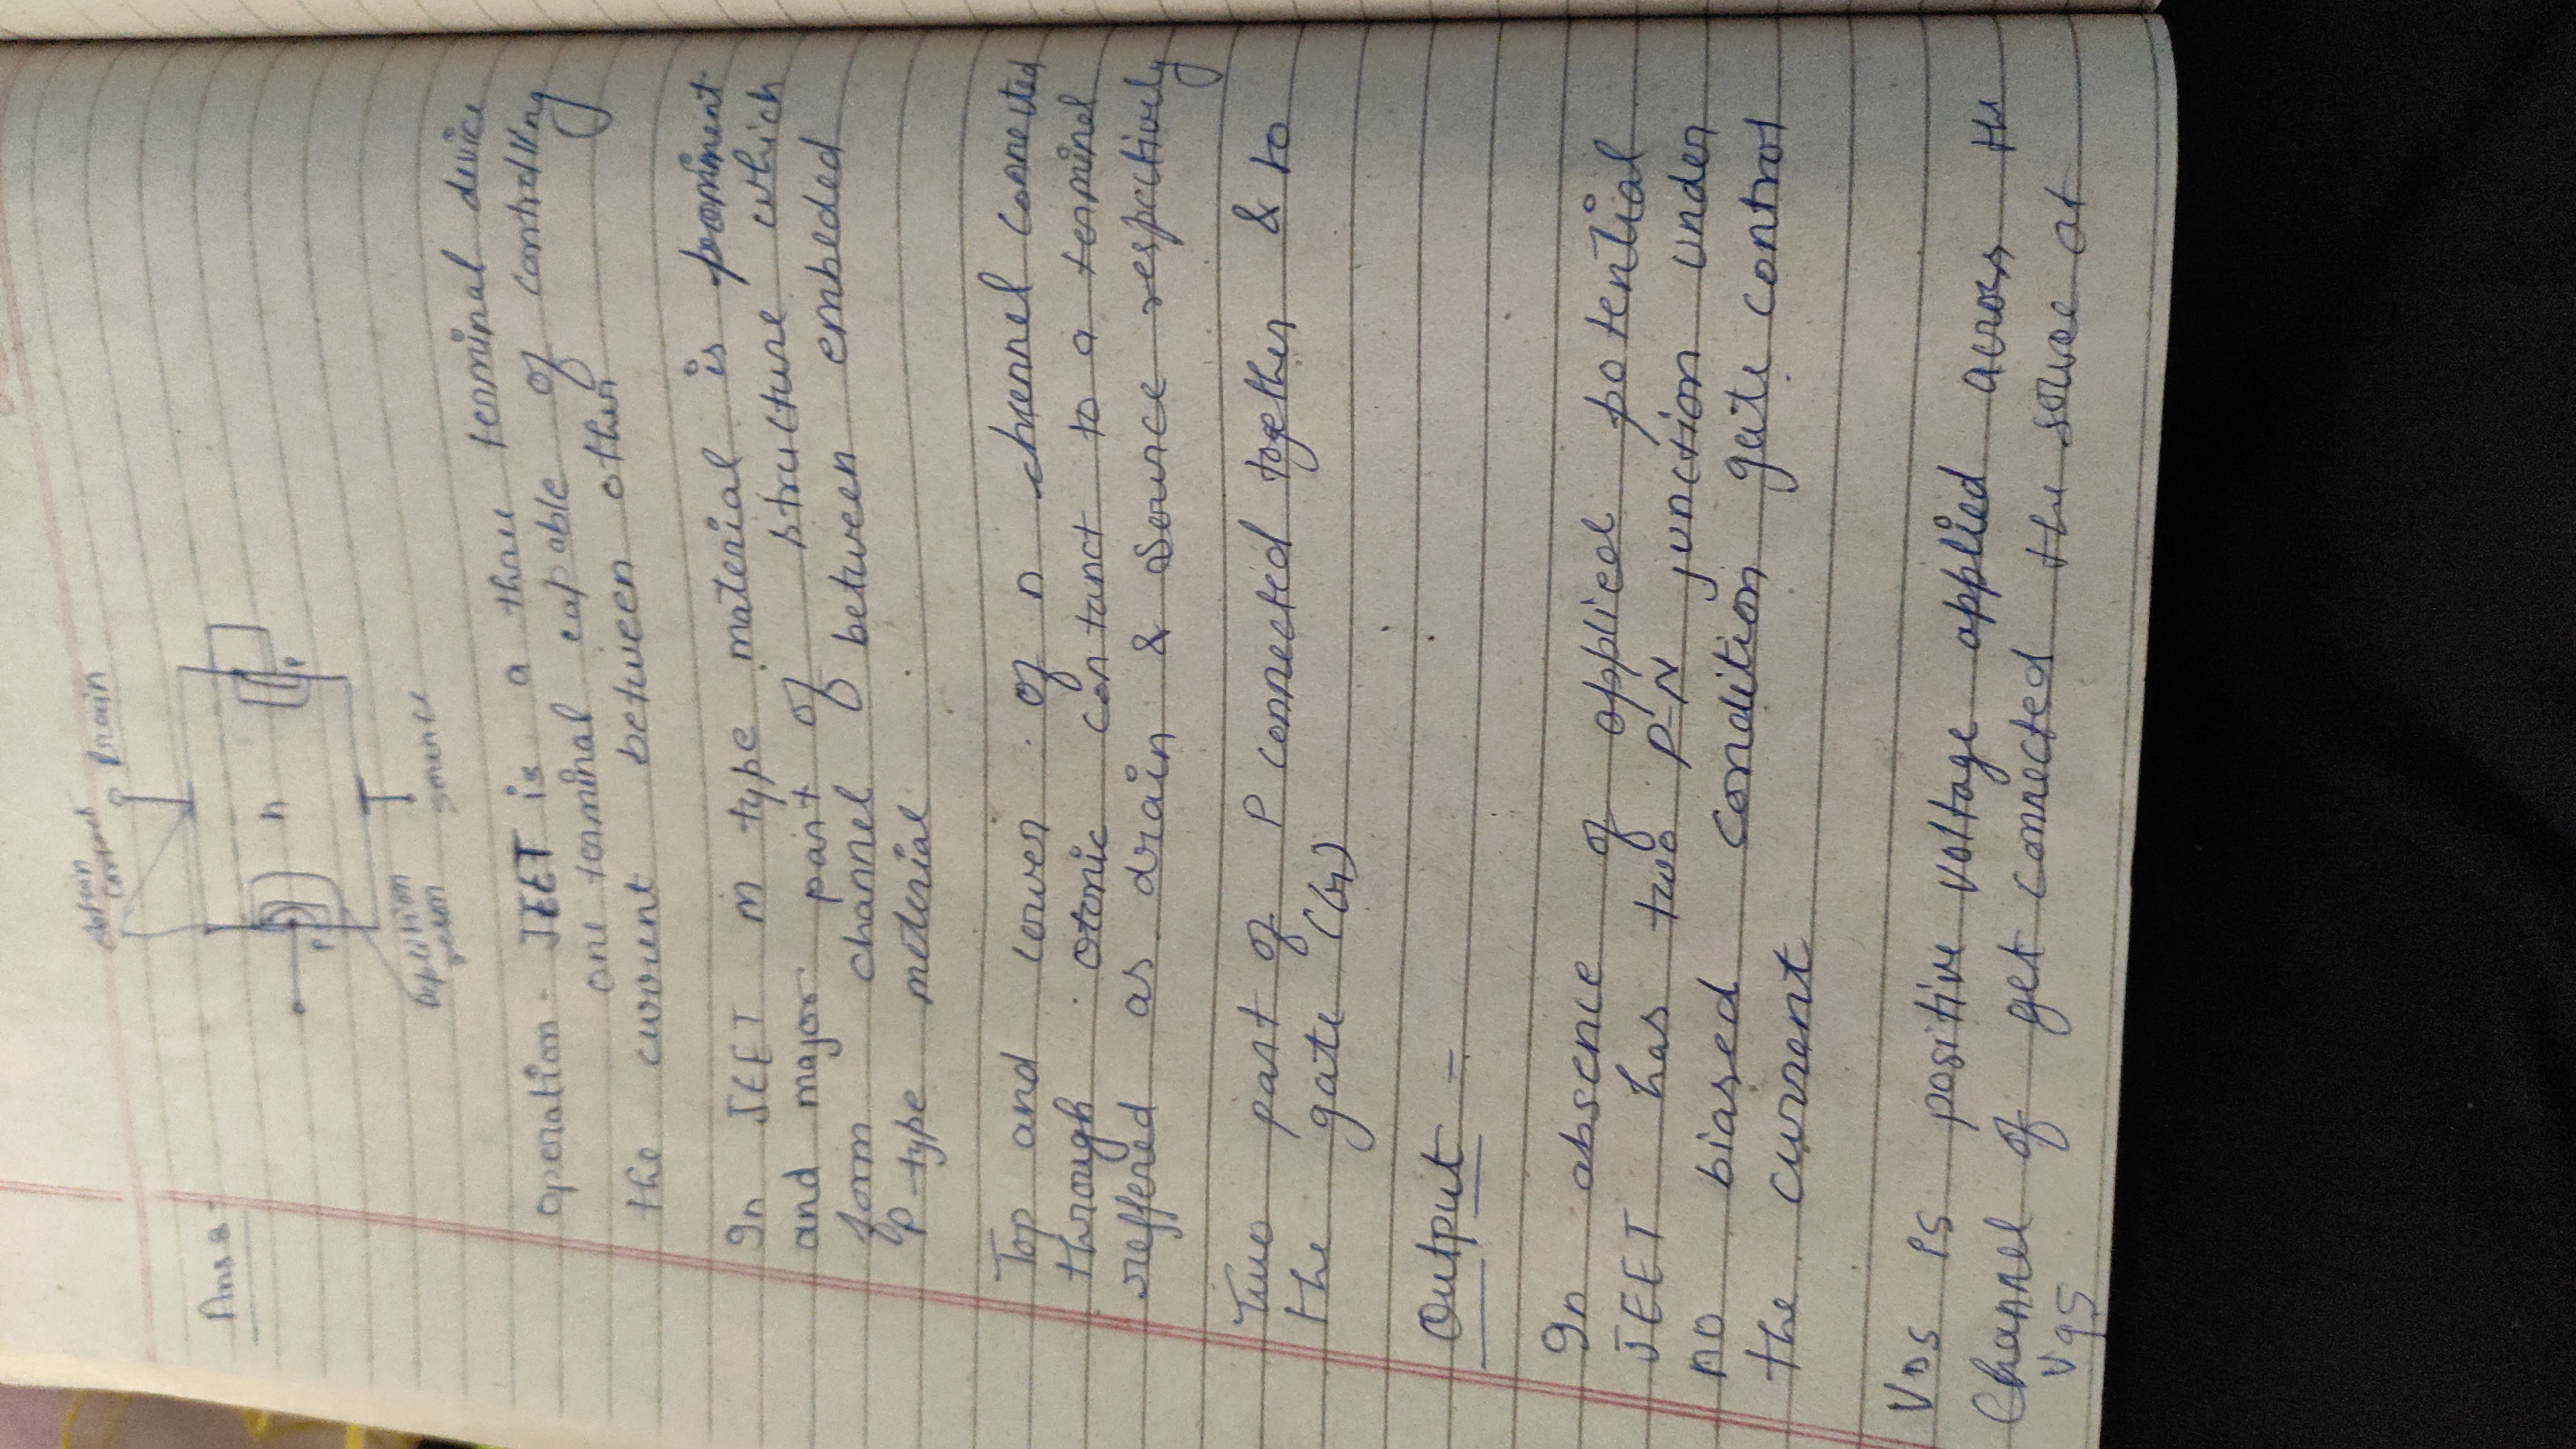 contact
Drain
Ans 8-
n
P
P
Deplition
source
operation - JEET is a three terminal device
one terminal capable of controlling
the current between other
In JEET n type material is prominent
and major part of structure which
form channel between embeded
P-type meterial
Top and lower of n channel connected
through otonic contanct to a terminal
reffered as drain & Source respectively
Two part of P connected together & to
the gate (G)
Output -
In absence of applied potential
JEET has two P-N junction under
no biased condition gate control
the current
VDS is positive voltage applied across the
Channel of get connected the source at
Vgs